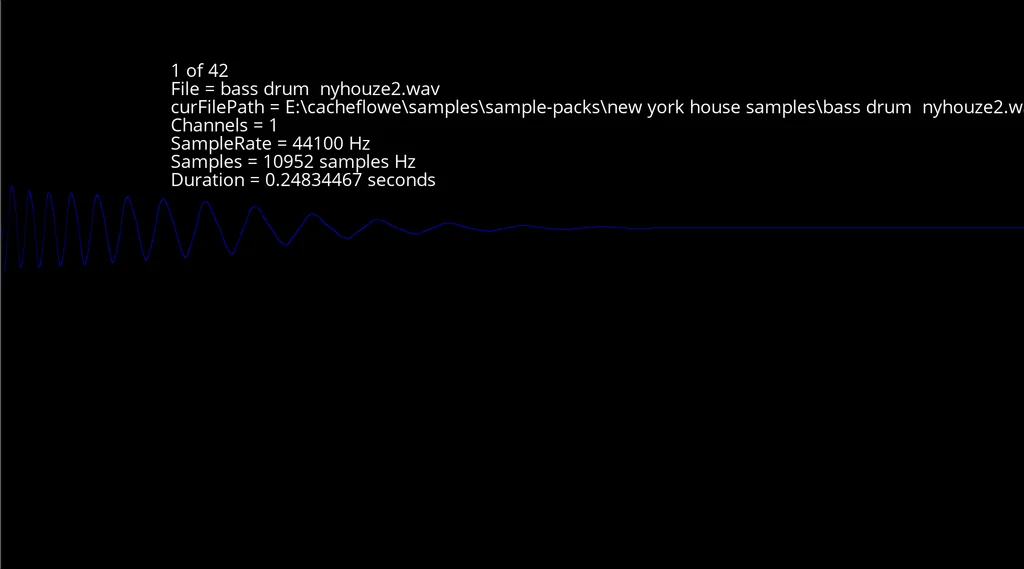 1 of 42
File = bass drum  nyhouze2.wav
curFilePath = E:\cacheflowe\samples\sample-packs\new york house samples\bass drum  nyhouze2.wa
Channels = 1
SampleRate = 44100 Hz
Samples = 10952 samples Hz
Duration = 0.24834467 seconds